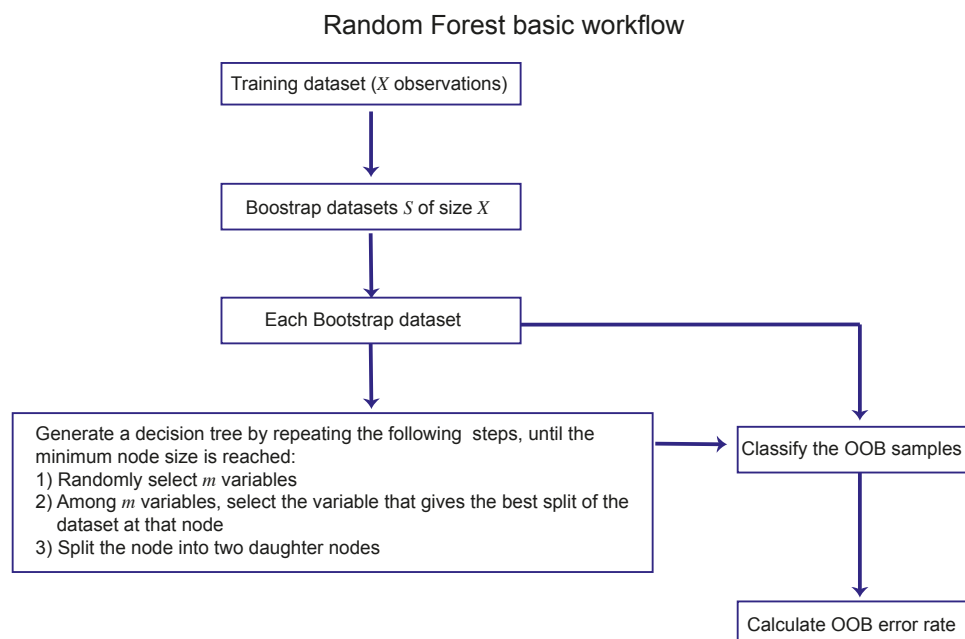 Random Forest basic workflow
Training dataset (X observations)
Boostrap datasets S of size X
Each Bootstrap dataset
Generate a decision tree by repeating the following steps, until the
minimum node size is reached:
1) Randomly select m variables
2) Among m variables, select the variable that gives the best split of the
dataset at that node
3) Split the node into two daughter nodes
Classify the OOB samples
Calculate OOB error rate